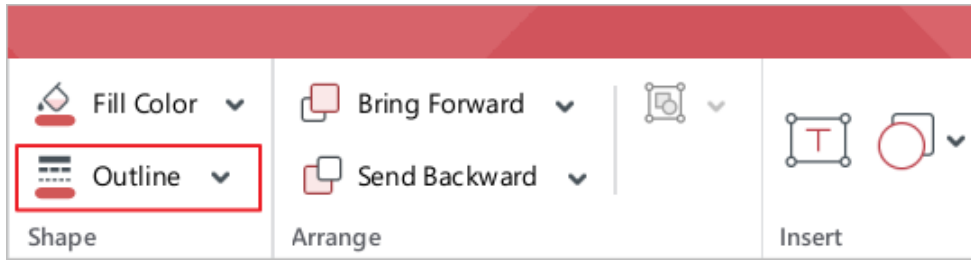 Fill Color
Bring Forward
Outline
Send Backward
T
Shape
Arrange
Insert